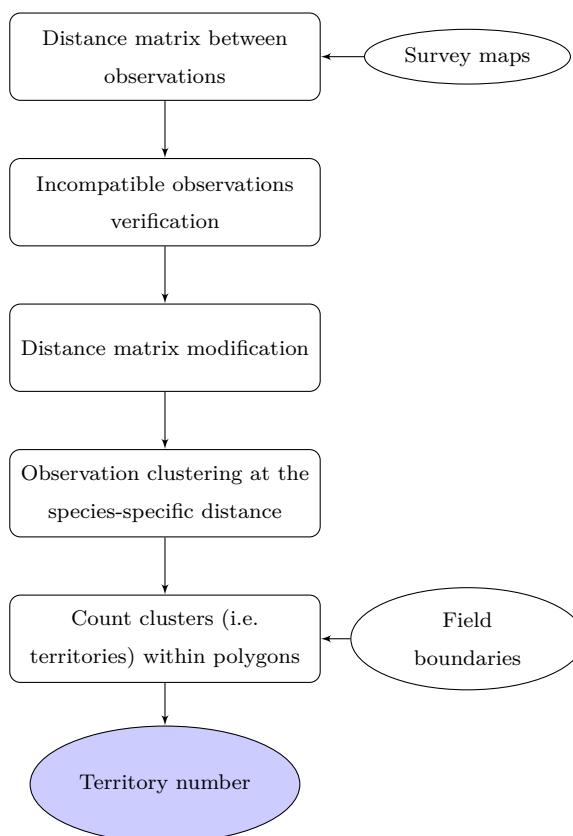 Distance matrix between
observations
Survey maps
Incompatible observations
verification
Distance matrix modification
Observation clustering at the
species-specific distance
Count clusters (i.e.
territories) within polygons
Field
boundaries
Territory number